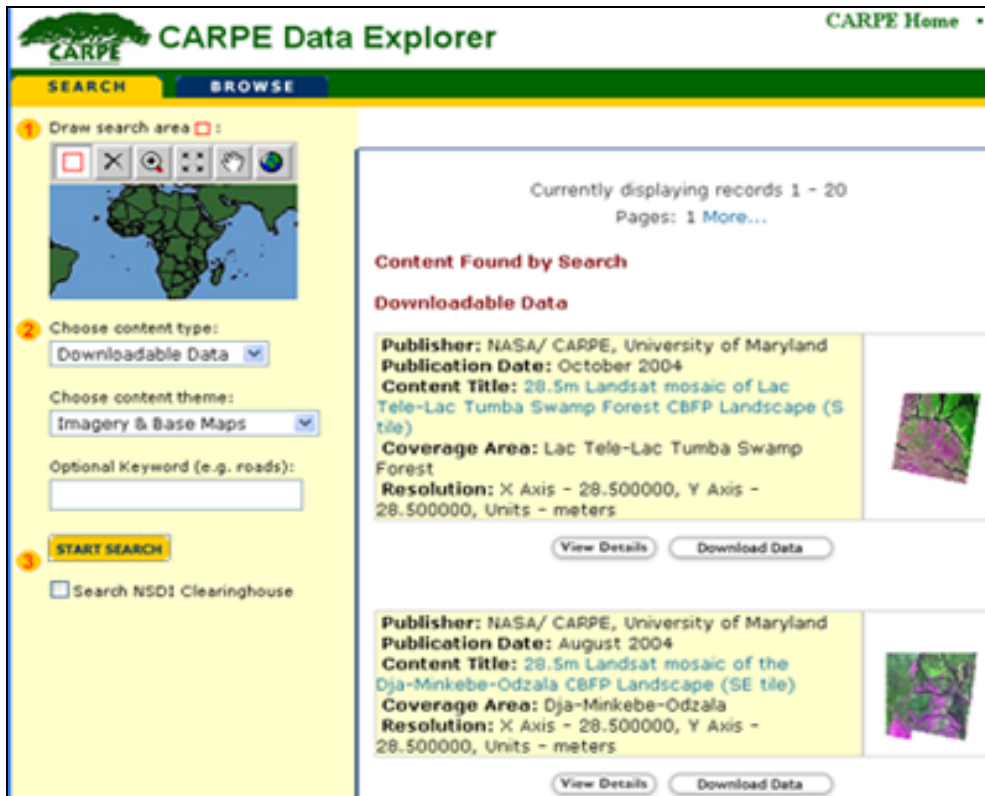 CARPE
CARPE Data Explorer
CARPE Home •
SEARCH
BROWSE
1 Draw search area :
2 Choose content type:
Downloadable Data
Choose content theme:
Imagery & Base Maps
Optional Keyword (e.g. roads):
START SEARCH
3
Search NSDI Clearinghouse
Currently displaying records 1 - 20
Pages: 1 More...
Content Found by Search
Downloadable Data
Publisher: NASA/ CARPE, University of Maryland
Publication Date: October 2004
Content Title: 28.5m Landsat mosaic of Lac
Tele-Lac Tumba Swamp Forest CBFP Landscape (S
tile)
Coverage Area: Lac Tele-Lac Tumba Swamp
Forest
Resolution: X Axis - 28.500000, Y Axis -
28.500000, Units - meters
View Details
Download Data
Publisher: NASA/ CARPE, University of Maryland
Publication Date: August 2004
Content Title: 28.5m Landsat mosaic of the
Dja-Minkebe-Odzala CBFP Landscape (SE tile)
Coverage Area: Dja-Minkebe-Odzala
Resolution: X Axis - 28.500000, Y Axis -
28.500000, Units - meters
View Details
Download Data